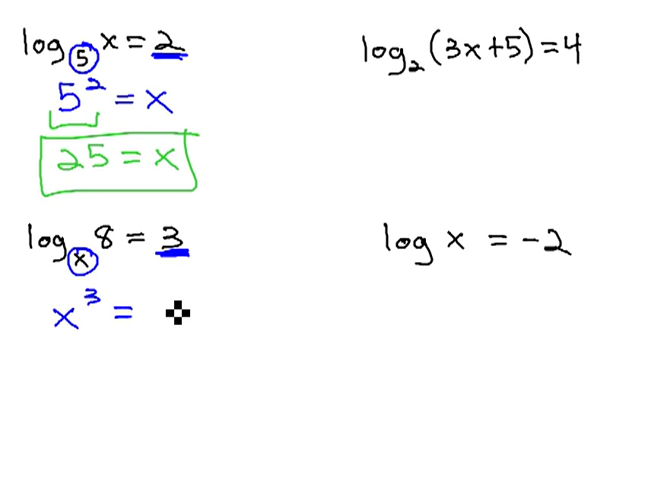 log₅ x = 2
5² = x
25 = x
logₓ 8 = 3
x³ =
log₂ (3x+5) = 4
log x = -2